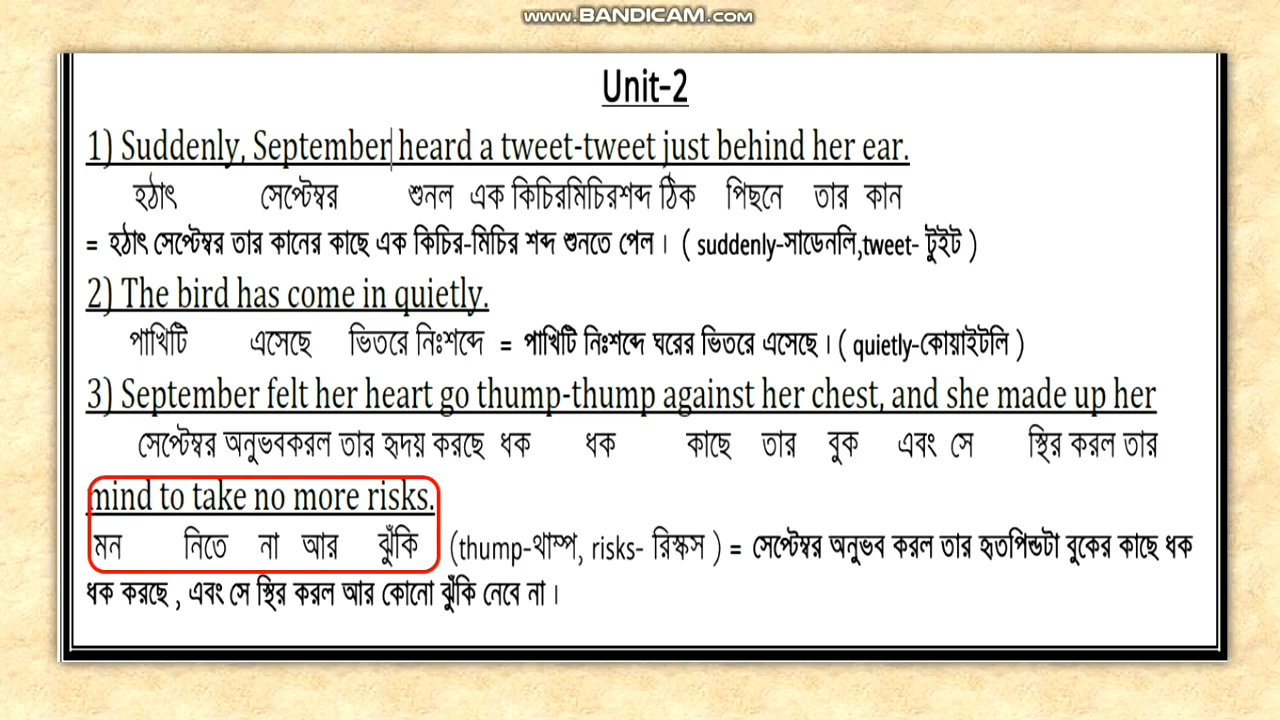 www.BANDICAM.com
Unit-2
1) Suddenly, September heard a tweet-tweet just behind her ear.
হঠাৎ সেপ্টেম্বর শুনল এক কিচিরমিচিরশব্দ ঠিক পিছনে তার কান
= হঠাৎ সেপ্টেম্বর তার কানের কাছে এক কিচির-মিচির শব্দ শুনতে পেল। ( suddenly-সাডেনলি,tweet- টুইট )
2) The bird has come in quietly.
পাখিটি এসেছে ভিতরে নিঃশব্দে = পাখিটি নিঃশব্দে ঘরের ভিতরে এসেছে। ( quietly-কোয়াইটলি )
3) September felt her heart go thump-thump against her chest, and she made up her
সেপ্টেম্বর অনুভবকরল তার হৃদয় করছে ধক ধক কাছে তার বুক এবং সে স্থির করল তার
mind to take no more risks.
মন নিতে না আর ঝুঁকি (thump-থাম্প, risks- রিস্কস ) = সেপ্টেম্বর অনুভব করল তার হৃতপিন্ডটা বুকের কাছে ধক
ধক করছে , এবং সে স্থির করল আর কোনো ঝুঁকি নেবে না।